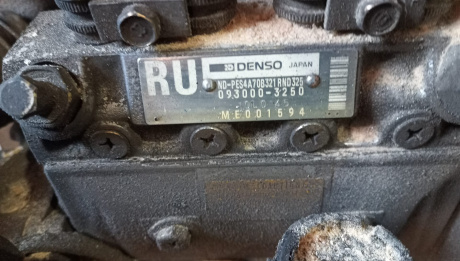 RU
DENSO JAPAN
ND-PES4A70D321RND325
093000-3250
ME001594